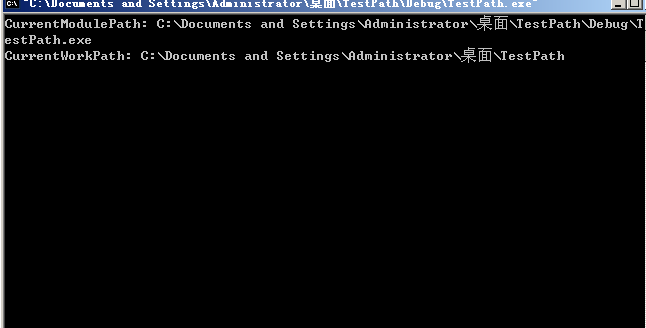 "C:\Documents and Settings\Administrator\桌面\TestPath\Debug\TestPath.exe"
CurrentModulePath: C:\Documents and Settings\Administrator\桌面\TestPath\Debug\T
estPath.exe
CurrentWorkPath: C:\Documents and Settings\Administrator\桌面\TestPath